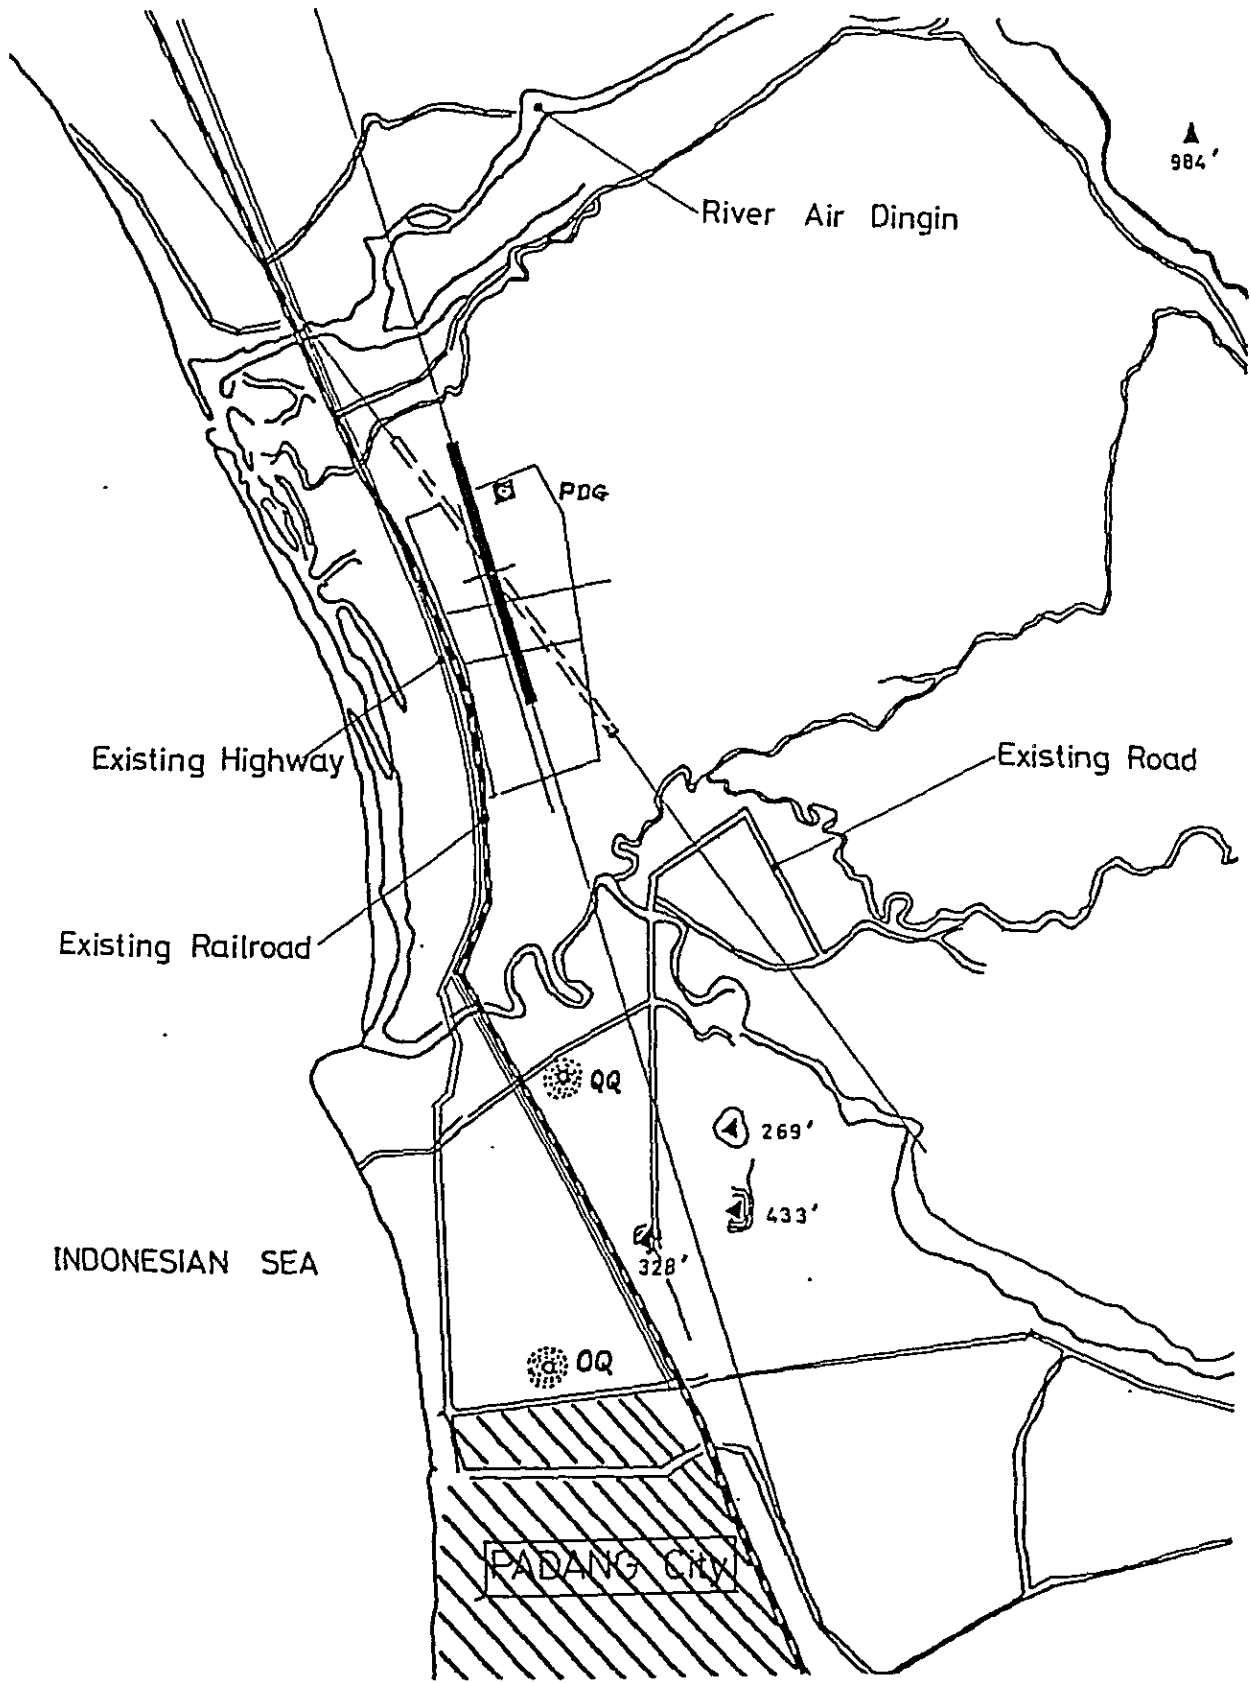 984'
River Air Dingin
PDG
Existing Highway
Existing Road
Existing Railroad
QQ
269'
433'
328'
INDONESIAN SEA
OQ
PADANG City